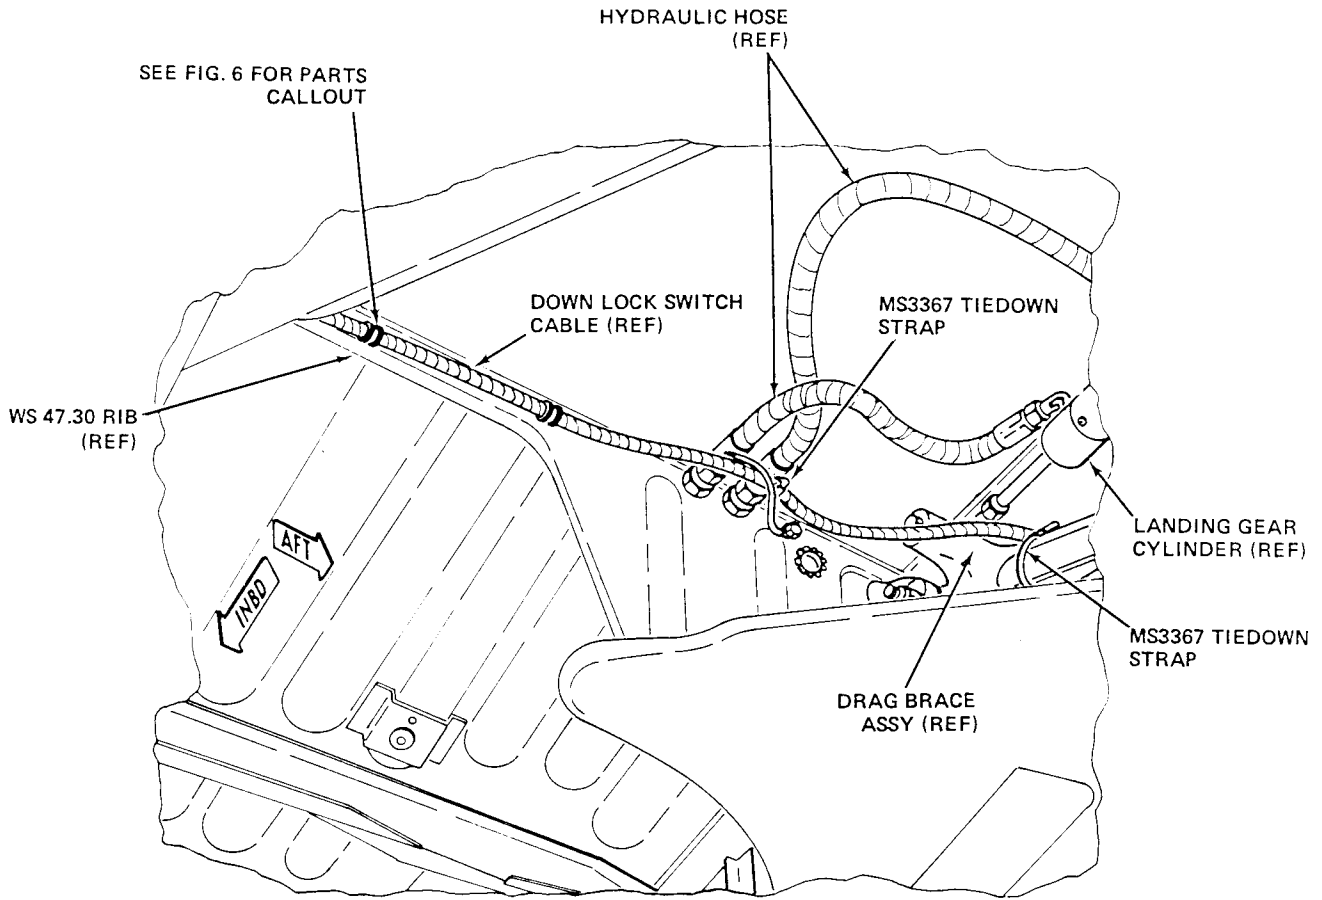 HYDRAULIC HOSE
(REF)
SEE FIG. 6 FOR PARTS
CALLOUT
DOWN LOCK SWITCH
CABLE (REF)
MS3367 TIEDOWN
STRAP
WS 47.30 RIB
(REF)
AFT
INBD
LANDING GEAR
CYLINDER (REF)
MS3367 TIEDOWN
STRAP
DRAG BRACE
ASSY (REF)